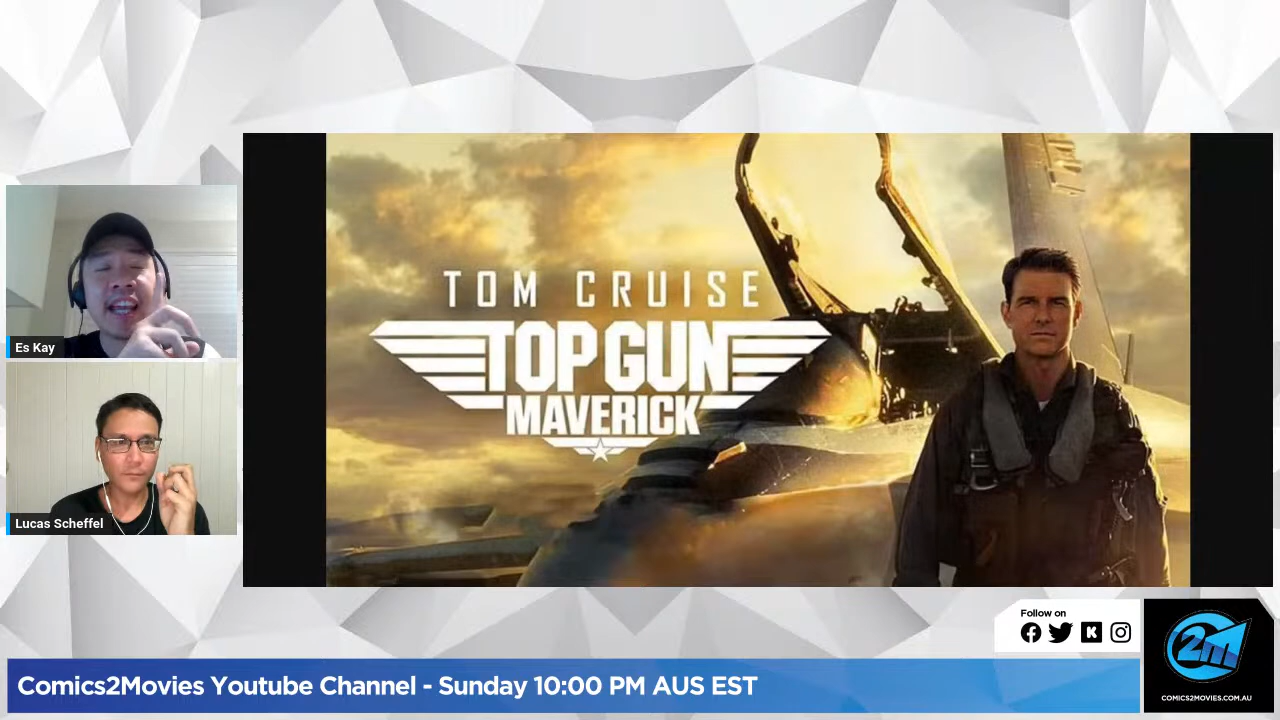 Es Kay
Lucas Scheffel
TOM CRUISE
TOP GUN
MAVERICK
Follow on
2M
COMICS2MOVIES.COM.AU
Comics2Movies Youtube Channel - Sunday 10:00 PM AUS EST